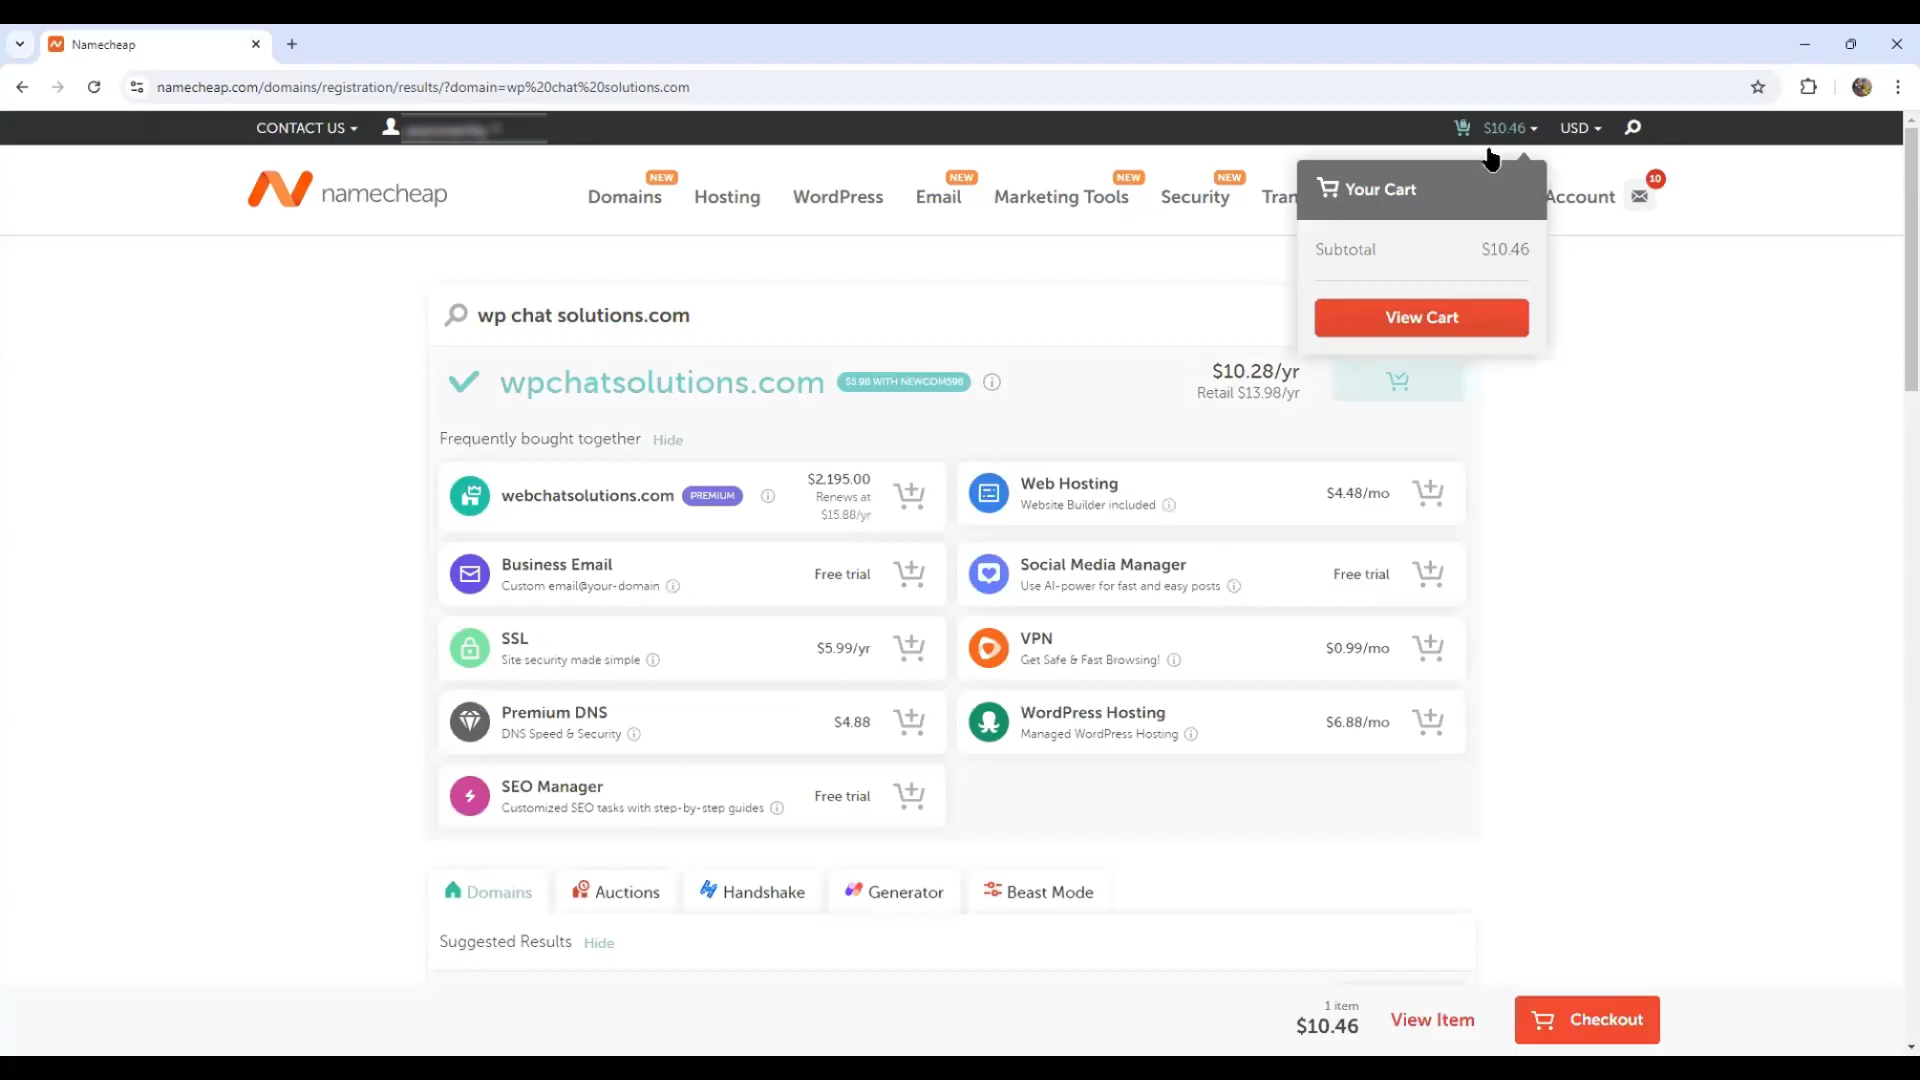 Namecheap
namecheap.com/domains/registration/results/?domain=wp%20chat%20solutions.com
CONTACT US
$10.46
USD
namecheap
Domains NEW
Hosting
WordPress
Email NEW
Marketing Tools NEW
Security NEW
Tran
Account
10
Your Cart
Subtotal $10.46
View Cart
wp chat solutions.com
wpchatsolutions.com $5.98 WITH NEWCOM598
$10.28/yr
Retail $13.98/yr
Frequently bought together Hide
webchatsolutions.com PREMIUM
$2,195.00
Renews at
$15.88/yr
Web Hosting
Website Builder included
$4.48/mo
Business Email
Custom email@your-domain
Free trial
Social Media Manager
Use AI-power for fast and easy posts
Free trial
SSL
Site security made simple
$5.99/yr
VPN
Get Safe & Fast Browsing!
$0.99/mo
Premium DNS
DNS Speed & Security
$4.88
WordPress Hosting
Managed WordPress Hosting
$6.88/mo
SEO Manager
Customized SEO tasks with step-by-step guides
Free trial
Domains
Auctions
Handshake
Generator
Beast Mode
Suggested Results Hide
1 item
$10.46
View Item
Checkout